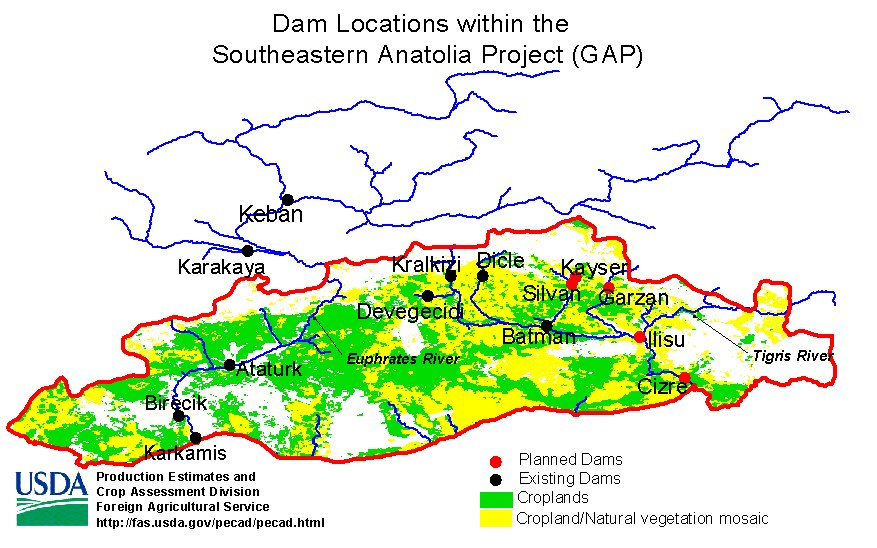 Dam Locations within the
Southeastern Anatolia Project (GAP)
Keban
Karakaya
Kralkizi
Dicle
Kayser
Silvan
Garzan
Devegecidi
Batman
Ilisu
Euphrates River
Tigris River
Ataturk
Cizre
Birecik
Karkamis
USDA
Production Estimates and
Crop Assessment Division
Foreign Agricultural Service
http://fas.usda.gov/pecad/pecad.html
Planned Dams
Existing Dams
Croplands
Cropland/Natural vegetation mosaic